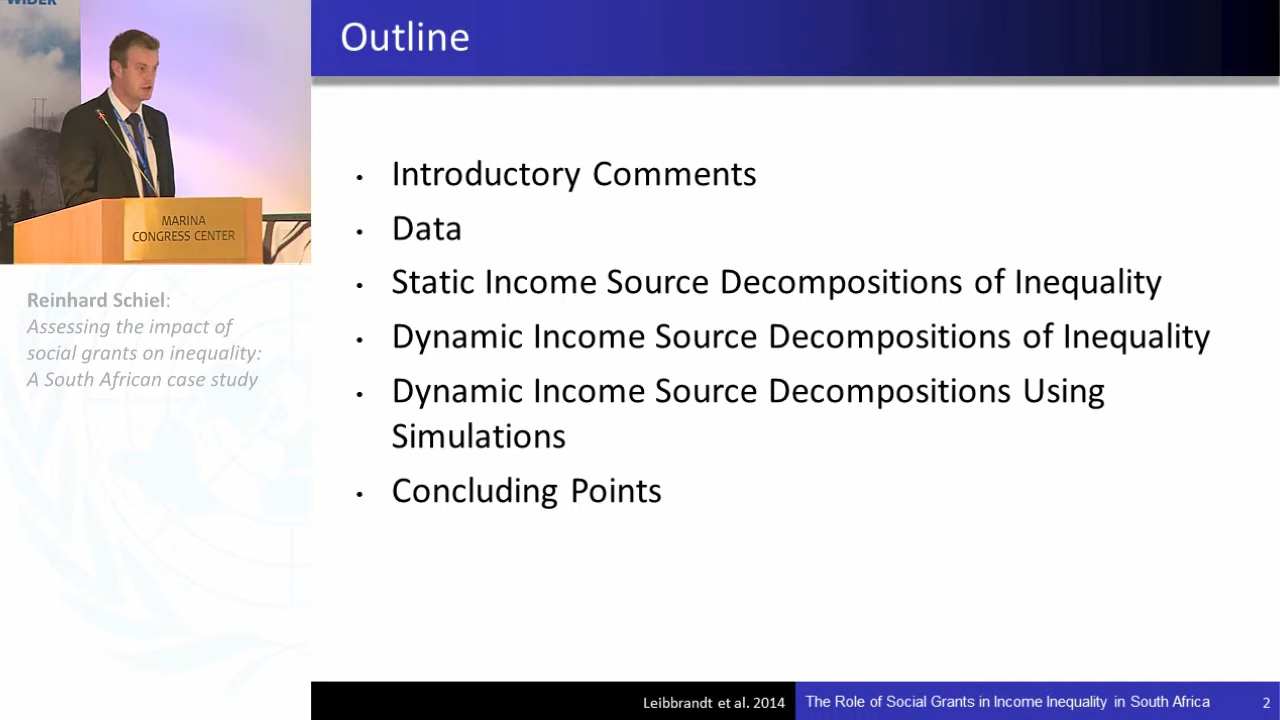 WIDER
MARINA
CONGRESS CENTER
Reinhard Schiel:
Assessing the impact of
social grants on inequality:
A South African case study
Outline
• Introductory Comments
• Data
• Static Income Source Decompositions of Inequality
• Dynamic Income Source Decompositions of Inequality
• Dynamic Income Source Decompositions Using
Simulations
• Concluding Points
Leibbrandt et al. 2014
The Role of Social Grants in Income Inequality in South Africa
2